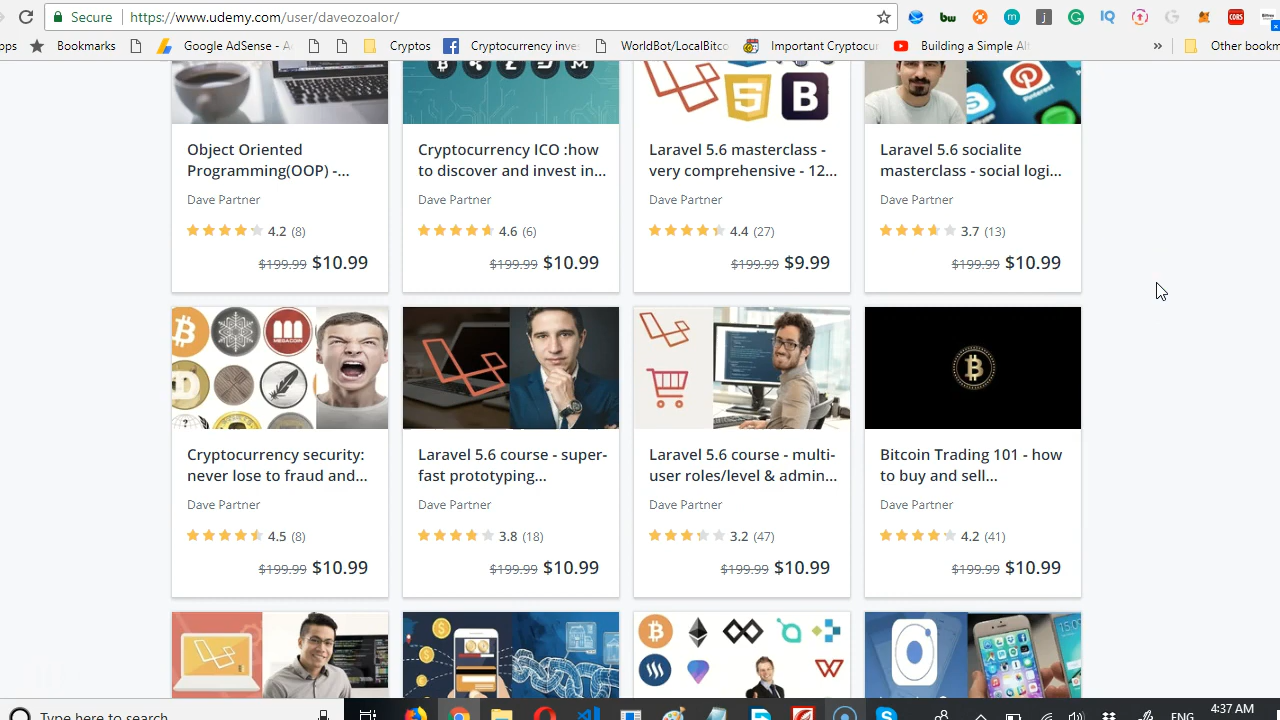 Secure https://www.udemy.com/user/daveozoalor/
bw m j IQ G CORS
Bookmarks Google AdSense - Cryptos Cryptocurrency inve WorldBot/LocalBitco Important Cryptocur Building a Simple Al » Other bookm
Object Oriented
Programming(OOP) -...
Dave Partner
4.2 (8)
$199.99 $10.99
Cryptocurrency ICO :how
to discover and invest in...
Dave Partner
4.6 (6)
$199.99 $10.99
Laravel 5.6 masterclass -
very comprehensive - 12...
Dave Partner
4.4 (27)
$199.99 $9.99
Laravel 5.6 socialite
masterclass - social logi...
Dave Partner
3.7 (13)
$199.99 $10.99
MEGACOIN
Cryptocurrency security:
never lose to fraud and...
Dave Partner
4.5 (8)
$199.99 $10.99
Laravel 5.6 course - super-
fast prototyping...
Dave Partner
3.8 (18)
$199.99 $10.99
Laravel 5.6 course - multi-
user roles/level & admin...
Dave Partner
3.2 (47)
$199.99 $10.99
Bitcoin Trading 101 - how
to buy and sell...
Dave Partner
4.2 (41)
$199.99 $10.99
Type here to search
ENG
4:37 AM